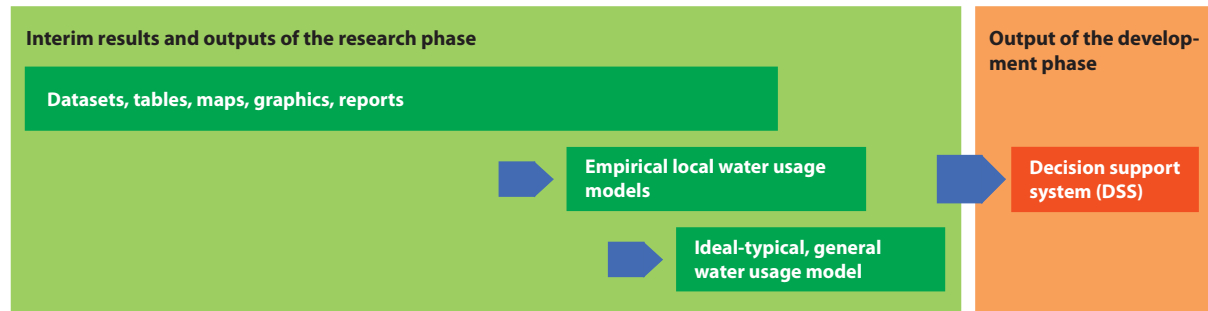 Interim results and outputs of the research phase
Datasets, tables, maps, graphics, reports
Empirical local water usage
models
Ideal-typical, general
water usage model
Output of the develop-
ment phase
Decision support
system (DSS)